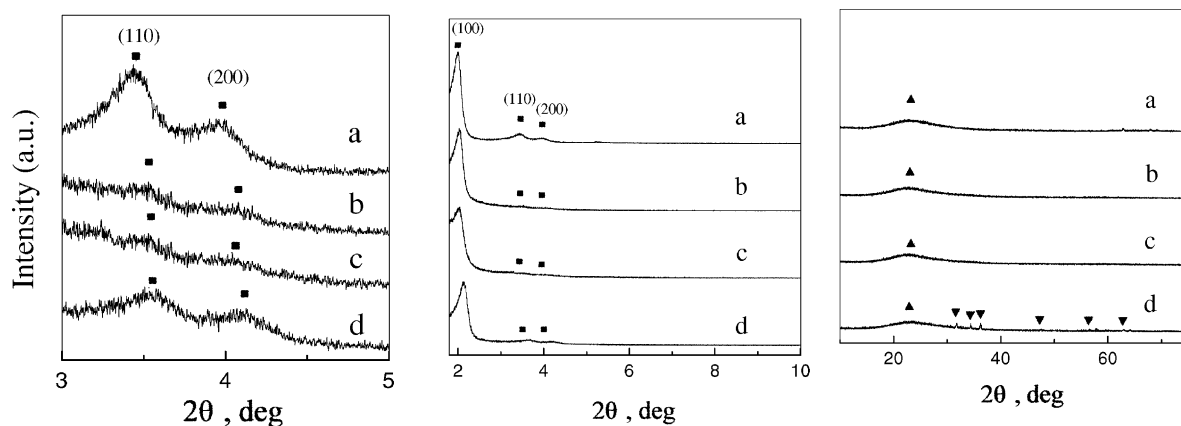 Intensity (a.u.)
(110)
(200)
a
b
c
d
3
4
5
2θ , deg
(100)
(110)
(200)
a
b
c
d
2
4
6
8
10
2θ , deg
a
b
c
d
20
40
60
2θ , deg